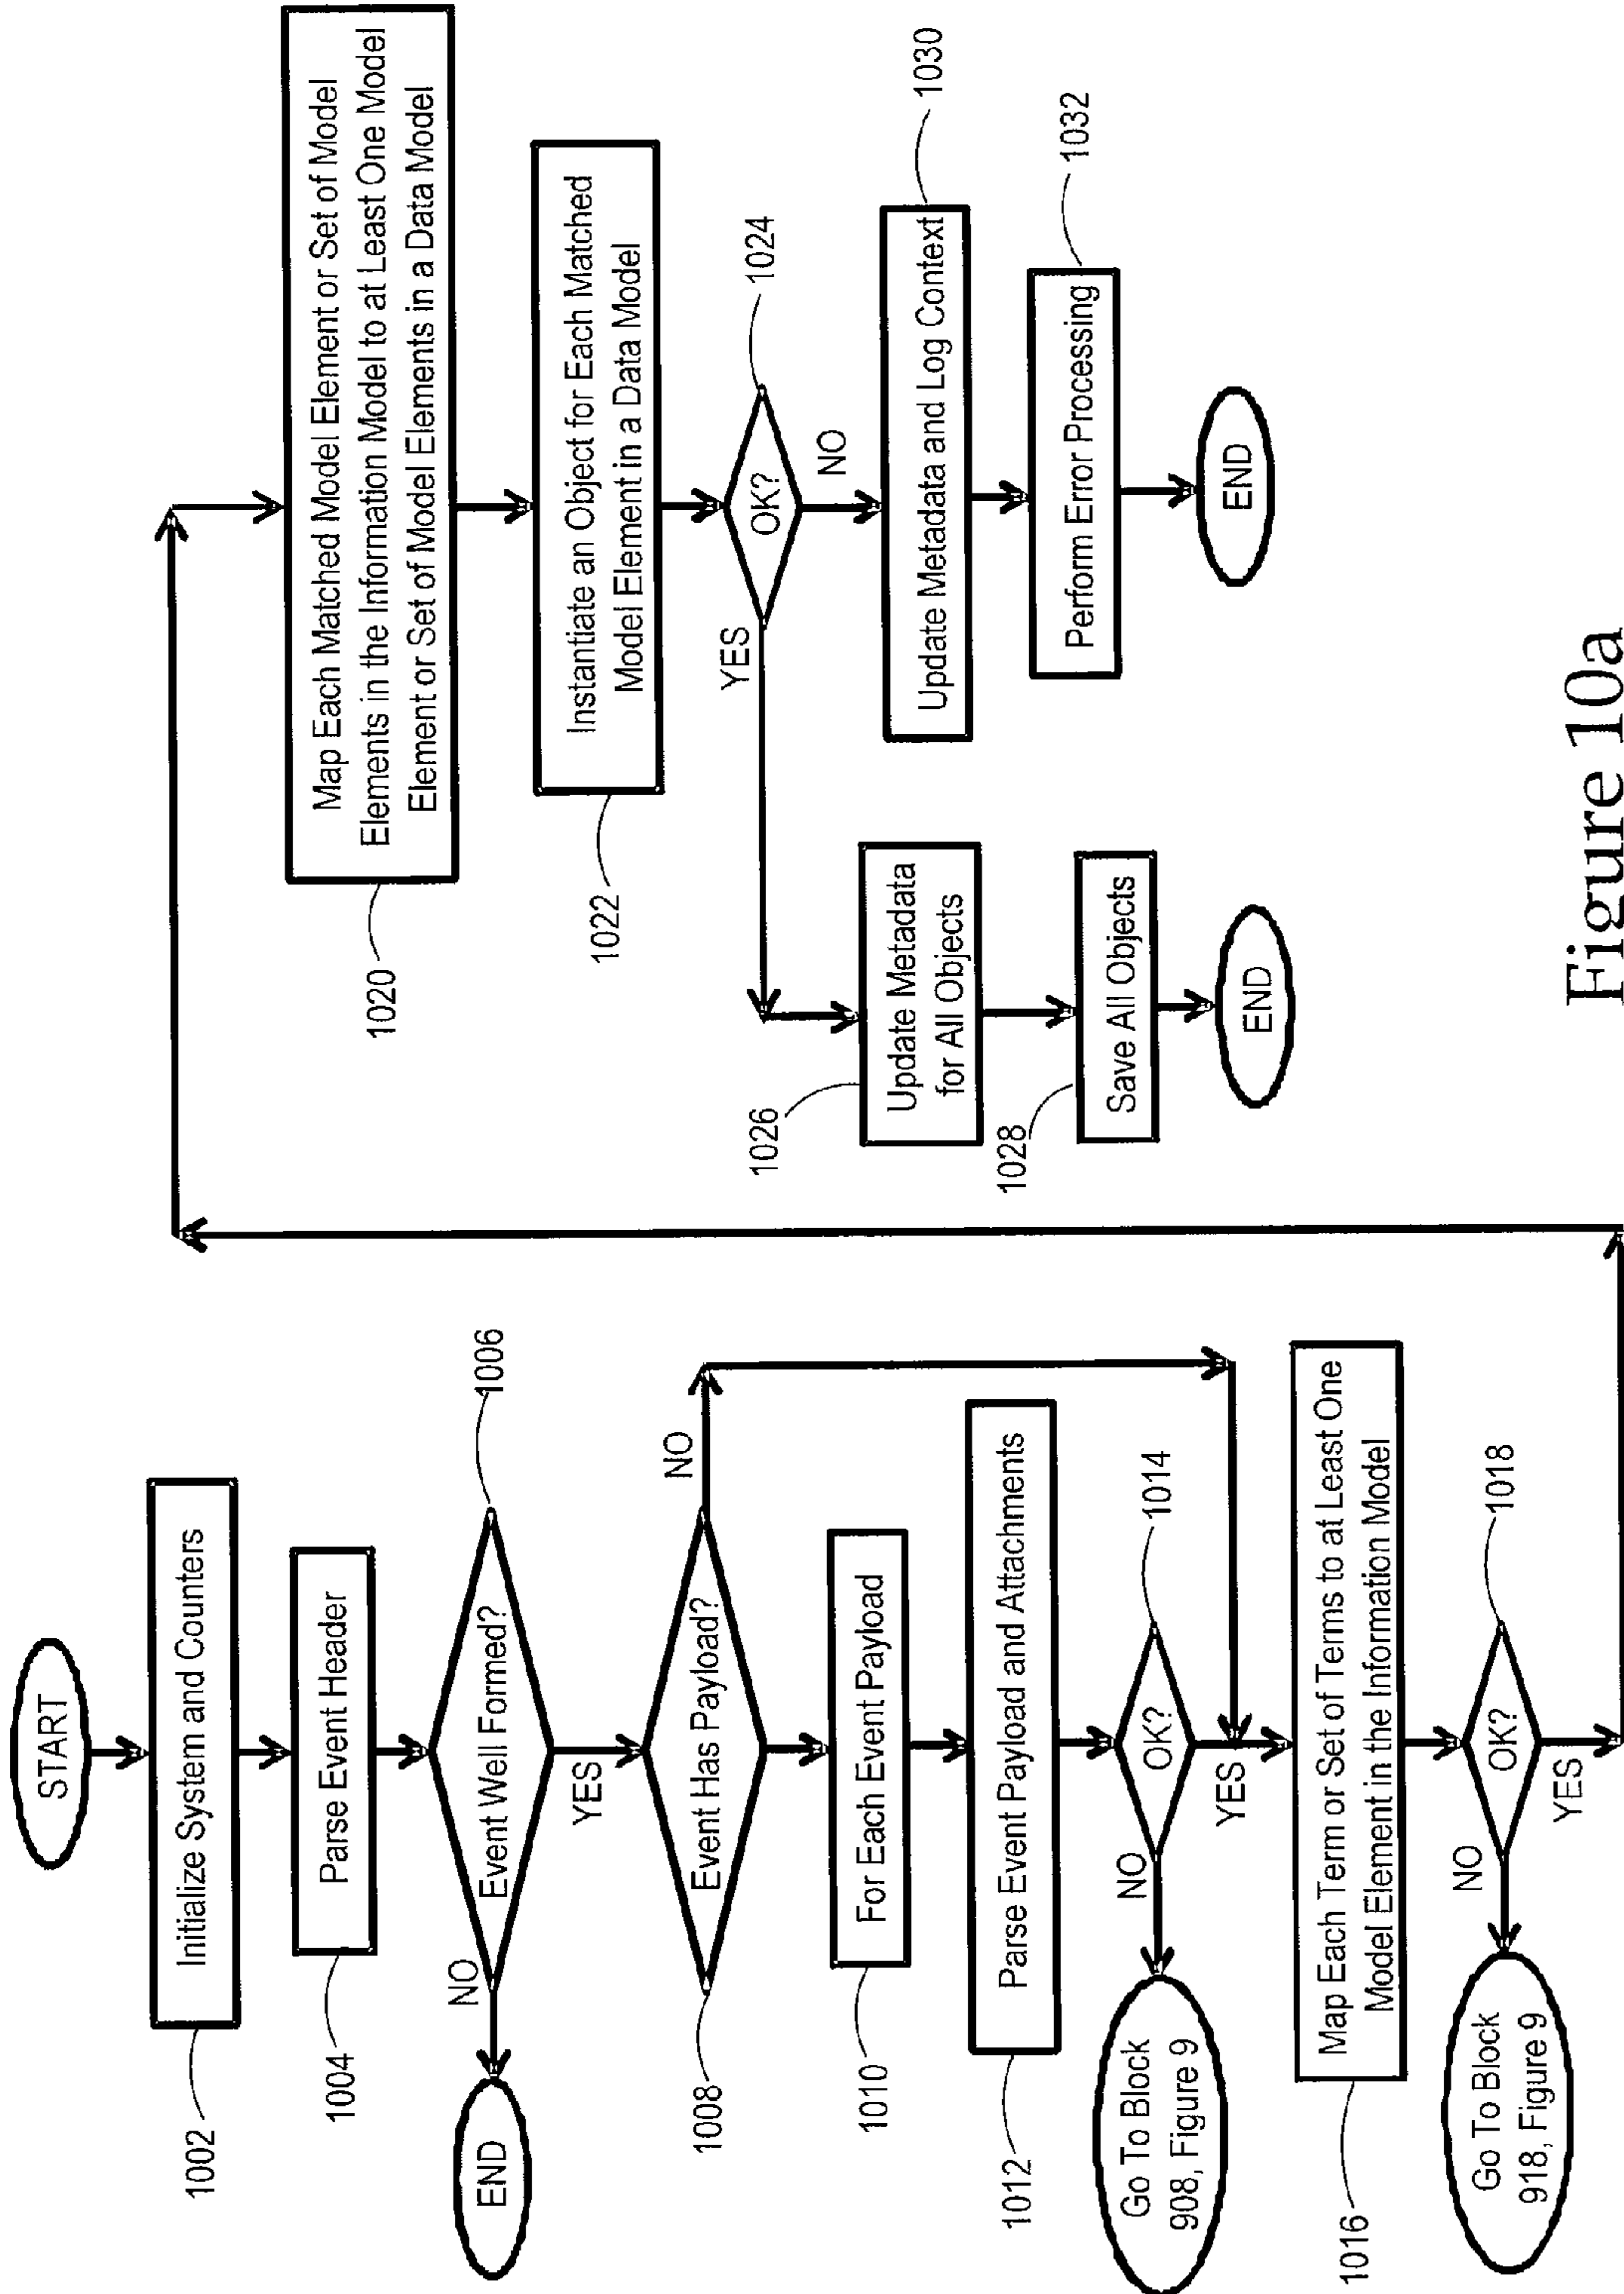 START
Initialize System and Counters
1002
Parse Event Header
1004
Event Well Formed?
1006
NO
END
YES
Event Has Payload?
1008
NO
For Each Event Payload
1010
Parse Event Payload and Attachments
1012
OK?
1014
NO
Go To Block
908, Figure 9
YES
Map Each Term or Set of Terms to at Least One
Model Element in the Information Model
1016
OK?
1018
NO
Go To Block
918, Figure 9
YES
Map Each Matched Model Element or Set of Model
Elements in the Information Model to at Least One Model
Element or Set of Model Elements in a Data Model
1020
Instantiate an Object for Each Matched
Model Element in a Data Model
1022
OK?
1024
YES
NO
Update Metadata
for All Objects
1026
Save All Objects
1028
END
Update Metadata and Log Context
1030
Perform Error Processing
1032
END
Figure 10a